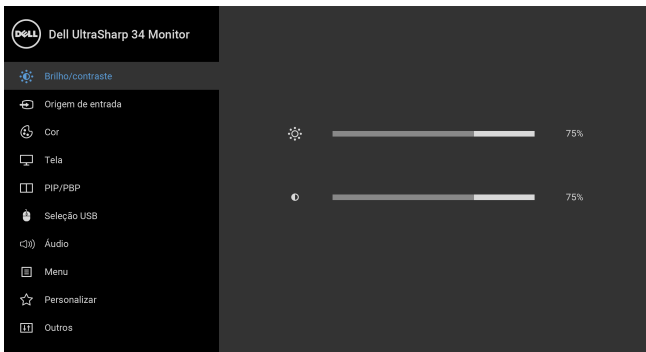 DELL Dell UltraSharp 34 Monitor
Brilho/contraste
Origem de entrada
Cor
75%
Tela
PIP/PBP
75%
Seleção USB
Áudio
Menu
Personalizar
Outros